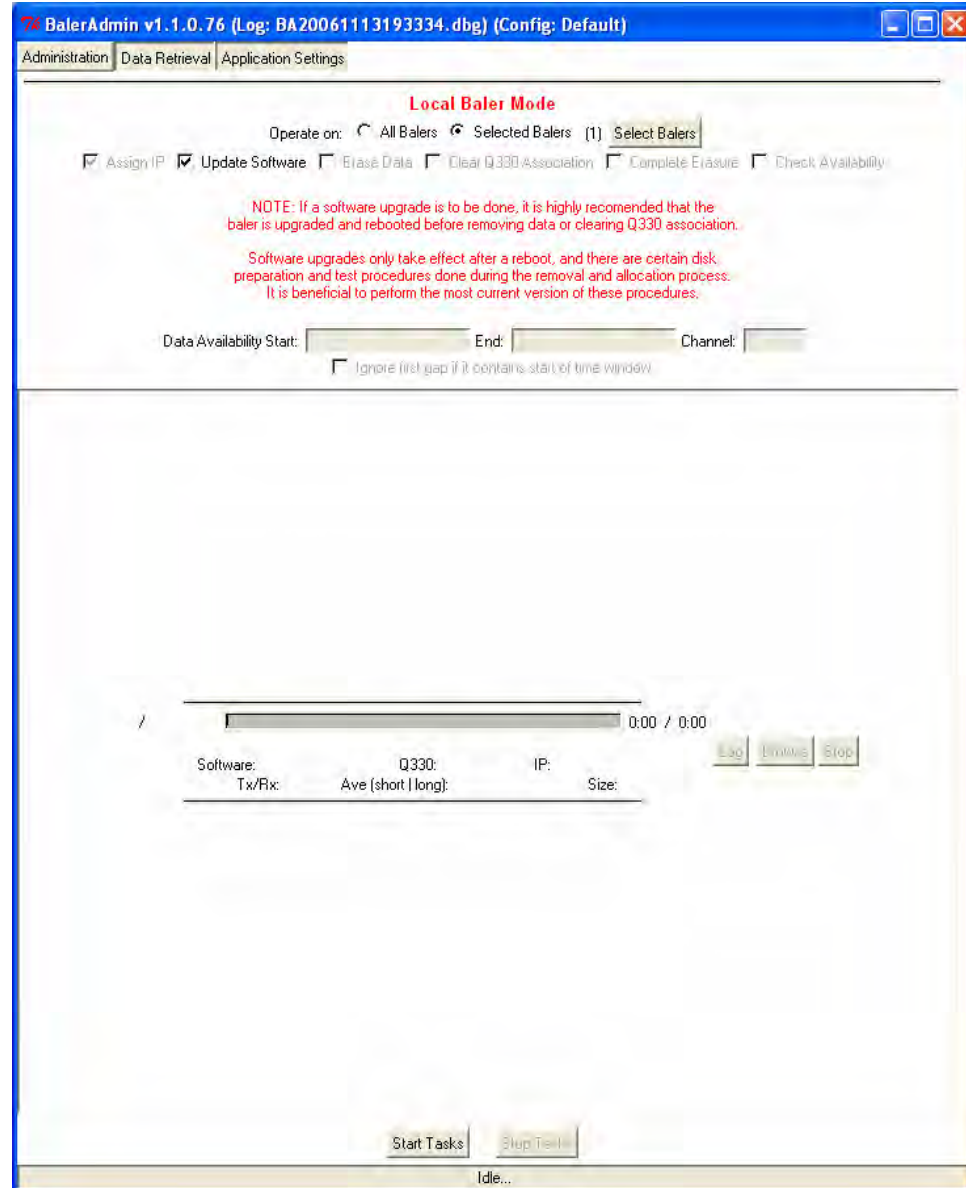 7% BalerAdmin v1.1.0.76 (Log: BA20061113193334.dbg) (Config: Default)
Administration Data Retrieval Application Settings
Local Baler Mode
Operate on: All Balers Selected Balers (1) Select Balers
Assign IP Update Software Erase Data Clear Q330 Association Complete Erasure Check Availability
NOTE: If a software upgrade is to be done, it is highly recomended that the
baler is upgraded and rebooted before removing data or clearing Q330 association.
Software upgrades only take effect after a reboot, and there are certain disk
preparation and test procedures done during the removal and allocation process.
It is beneficial to perform the most current version of these procedures.
Data Availability Start: End: Channel:
Ignore first gap if it contains start of time window
/ 0:00 / 0:00
Log Stop
Software: Q330: IP:
Tx/Rx: Ave (short | long): Size:
Start Tasks Stop Tasks
Idle...